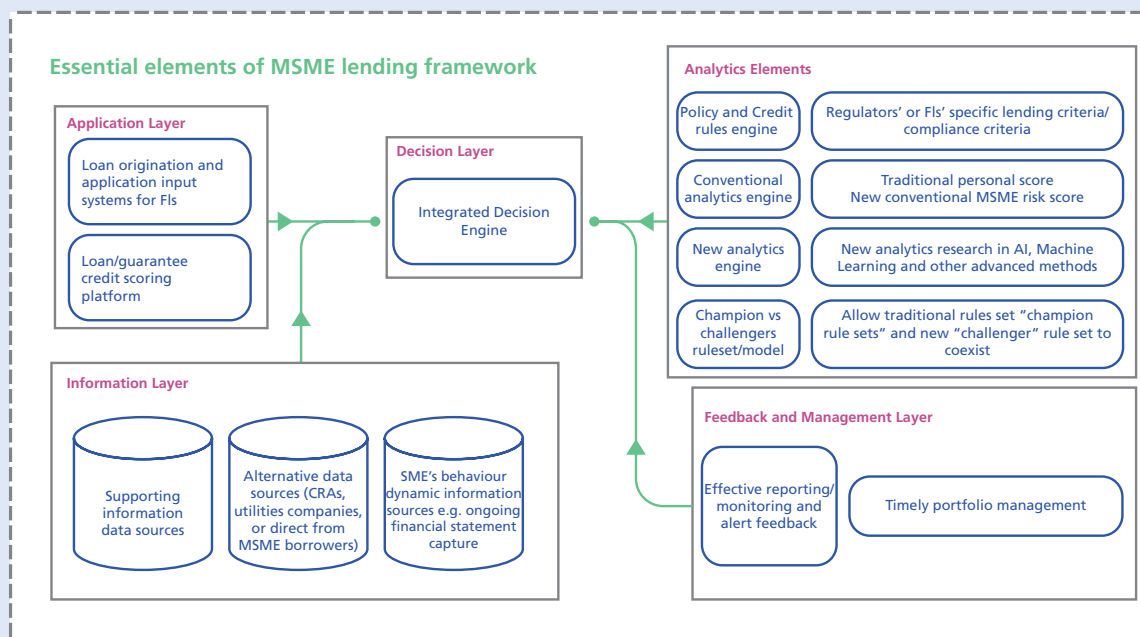 Essential elements of MSME lending framework
Application Layer
Loan origination and
application input
systems for FIs
Loan/guarantee
credit scoring
platform
Decision Layer
Integrated Decision
Engine
Analytics Elements
Policy and Credit
rules engine
Regulators’ or FIs’ specific lending criteria/
compliance criteria
Conventional
analytics engine
Traditional personal score
New conventional MSME risk score
New analytics
engine
New analytics research in AI, Machine
Learning and other advanced methods
Champion vs
challengers
ruleset/model
Allow traditional rules set “champion
rule sets” and new “challenger” rule set to
coexist
Information Layer
Supporting
information
data sources
Alternative data
sources (CRAs,
utilities companies,
or direct from
MSME borrowers)
SME’s behaviour
dynamic information
sources e.g. ongoing
financial statement
capture
Feedback and Management Layer
Effective reporting/
monitoring and
alert feedback
Timely portfolio management